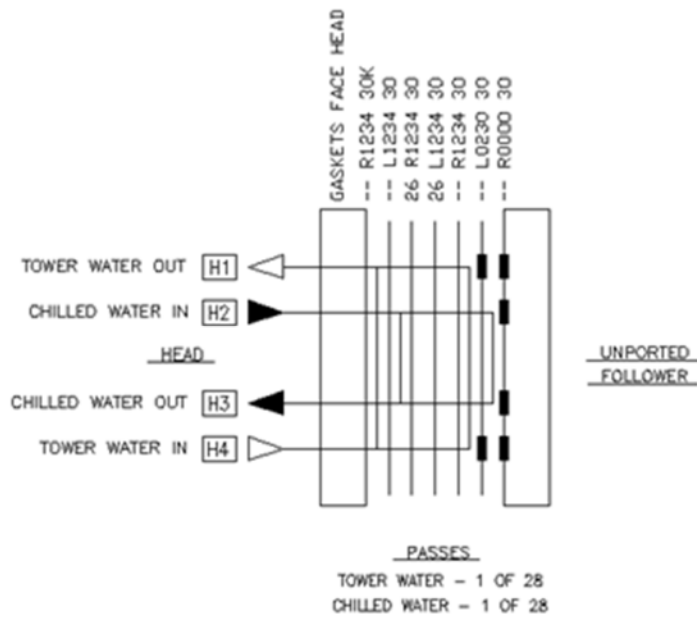 GASKETS FACE HEAD
-- R1234 30K
-- L1234 30
26 R1234 30
26 L1234 30
-- R1234 30
-- L0230 30
-- R0000 30
TOWER WATER OUT H1
CHILLED WATER IN H2
HEAD
CHILLED WATER OUT H3
TOWER WATER IN H4
UNPORTED
FOLLOWER
PASSES
TOWER WATER - 1 OF 28
CHILLED WATER - 1 OF 28